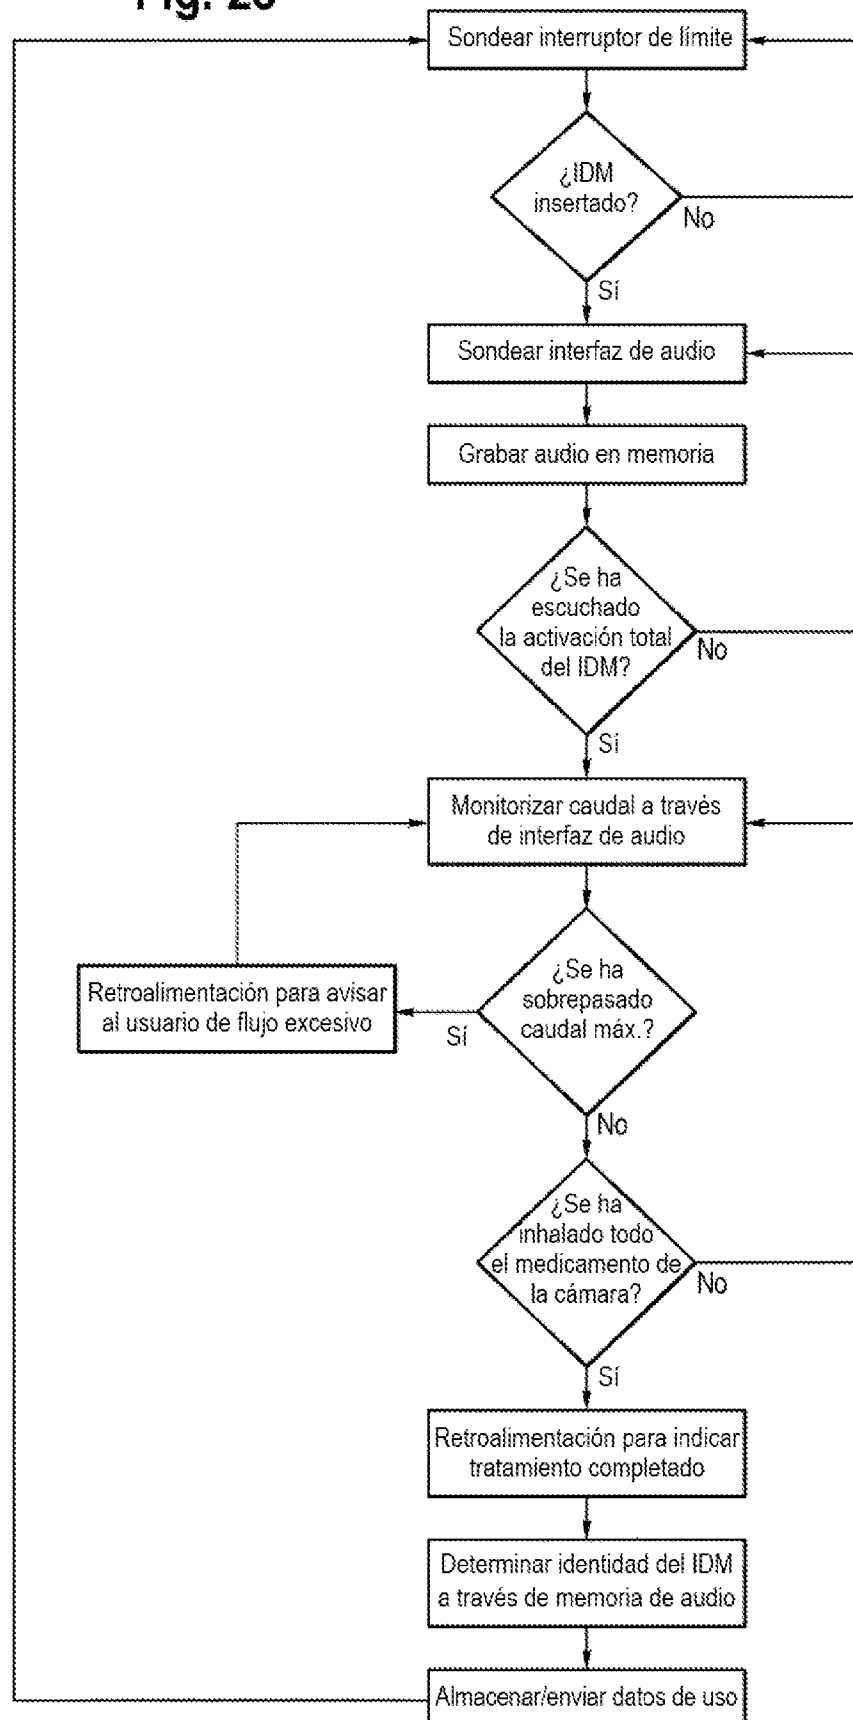 Sondear interruptor de límite
¿IDM
insertado?
No
Sí
Sondear interfaz de audio
Grabar audio en memoria
¿Se ha
escuchado
la activación total
del IDM?
No
Sí
Monitorizar caudal a través
de interfaz de audio
Retroalimentación para avisar
al usuario de flujo excesivo
Sí
¿Se ha
sobrepasado
caudal máx.?
No
¿Se ha
inhalado todo
el medicamento de
la cámara?
No
Sí
Retroalimentación para indicar
tratamiento completado
Determinar identidad del IDM
a través de memoria de audio
Almacenar/enviar datos de uso